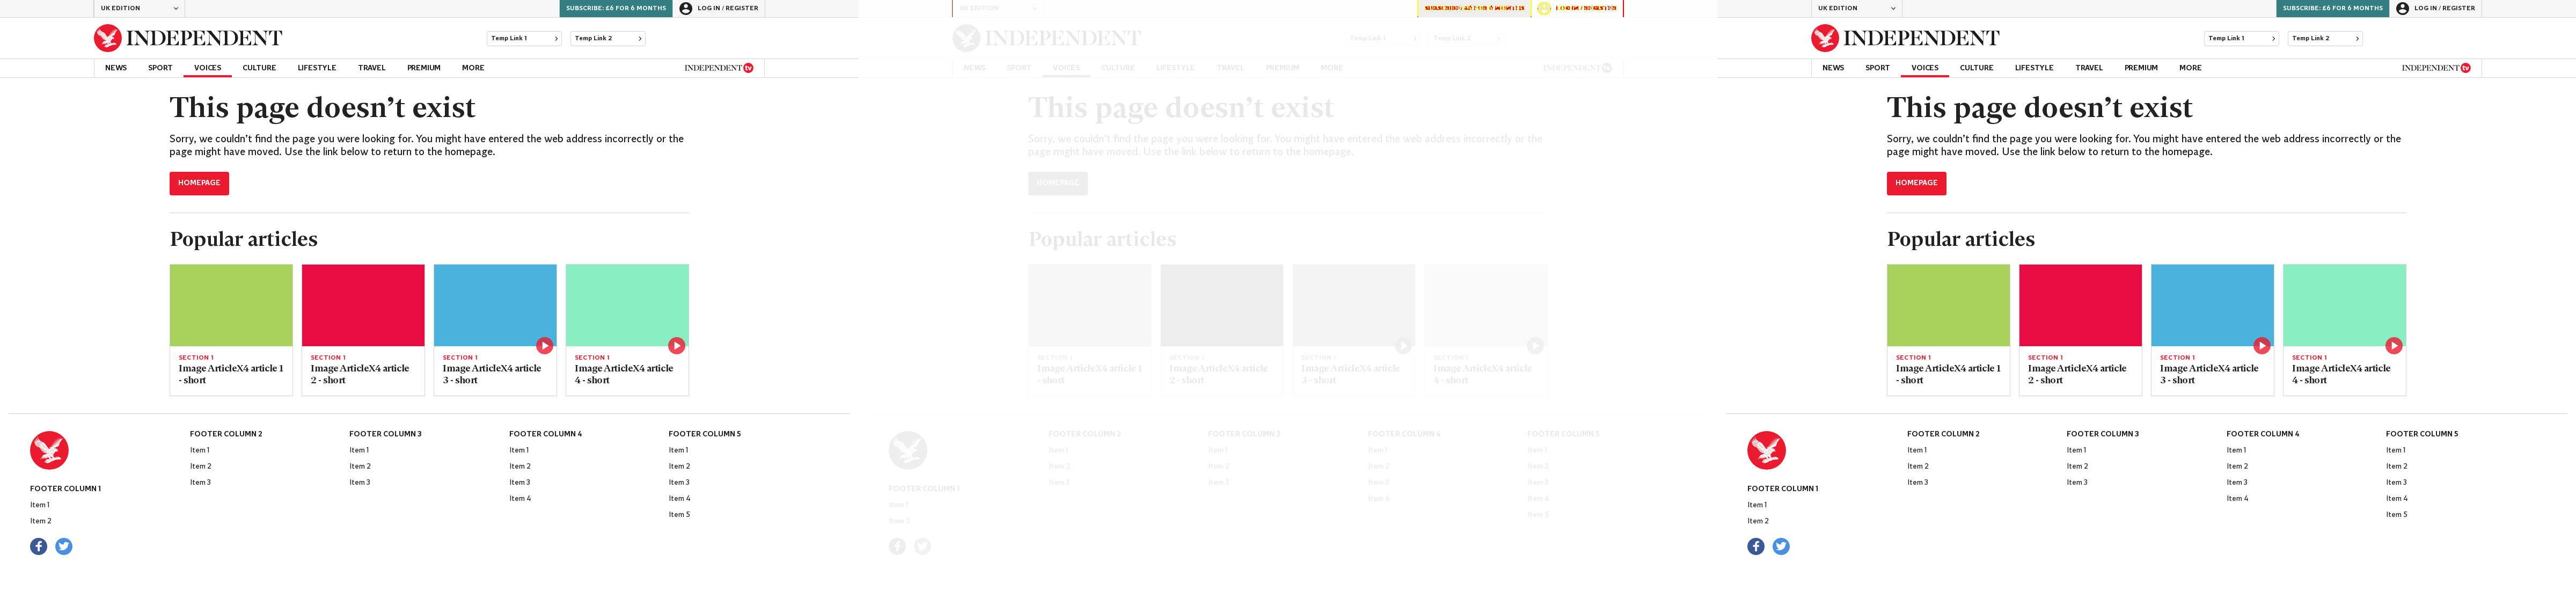 UK EDITION
SUBSCRIBE: £6 FOR 6 MONTHS
LOG IN / REGISTER
INDEPENDENT
Temp Link 1
Temp Link 2
NEWS SPORT VOICES CULTURE LIFESTYLE TRAVEL PREMIUM MORE
INDEPENDENT tv
This page doesn’t exist
Sorry, we couldn’t find the page you were looking for. You might have entered the web address incorrectly or the
page might have moved. Use the link below to return to the homepage.
HOMEPAGE
Popular articles
SECTION 1
Image ArticleX4 article 1
- short
SECTION 1
Image ArticleX4 article
2 - short
SECTION 1
Image ArticleX4 article
3 - short
SECTION 1
Image ArticleX4 article
4 - short
FOOTER COLUMN 1
Item 1
Item 2
FOOTER COLUMN 2
Item 1
Item 2
Item 3
FOOTER COLUMN 3
Item 1
Item 2
Item 3
FOOTER COLUMN 4
Item 1
Item 2
Item 3
Item 4
FOOTER COLUMN 5
Item 1
Item 2
Item 3
Item 4
Item 5
UK EDITION
INDEPENDENT
Temp Link 1
Temp Link 2
NEWS SPORT VOICES CULTURE LIFESTYLE TRAVEL PREMIUM MORE
INDEPENDENT tv
This page doesn’t exist
Sorry, we couldn’t find the page you were looking for. You might have entered the web address incorrectly or the
page might have moved. Use the link below to return to the homepage.
HOMEPAGE
Popular articles
SECTION 1
Image ArticleX4 article 1
- short
SECTION 1
Image ArticleX4 article
2 - short
SECTION 1
Image ArticleX4 article
3 - short
SECTION 1
Image ArticleX4 article
4 - short
FOOTER COLUMN 1
Item 1
Item 2
FOOTER COLUMN 2
Item 1
Item 2
Item 3
FOOTER COLUMN 3
Item 1
Item 2
Item 3
FOOTER COLUMN 4
Item 1
Item 2
Item 3
Item 4
FOOTER COLUMN 5
Item 1
Item 2
Item 3
Item 4
Item 5
UK EDITION
SUBSCRIBE: £6 FOR 6 MONTHS
LOG IN / REGISTER
INDEPENDENT
Temp Link 1
Temp Link 2
NEWS SPORT VOICES CULTURE LIFESTYLE TRAVEL PREMIUM MORE
INDEPENDENT tv
This page doesn’t exist
Sorry, we couldn’t find the page you were looking for. You might have entered the web address incorrectly or the
page might have moved. Use the link below to return to the homepage.
HOMEPAGE
Popular articles
SECTION 1
Image ArticleX4 article 1
- short
SECTION 1
Image ArticleX4 article
2 - short
SECTION 1
Image ArticleX4 article
3 - short
SECTION 1
Image ArticleX4 article
4 - short
FOOTER COLUMN 1
Item 1
Item 2
FOOTER COLUMN 2
Item 1
Item 2
Item 3
FOOTER COLUMN 3
Item 1
Item 2
Item 3
FOOTER COLUMN 4
Item 1
Item 2
Item 3
Item 4
FOOTER COLUMN 5
Item 1
Item 2
Item 3
Item 4
Item 5